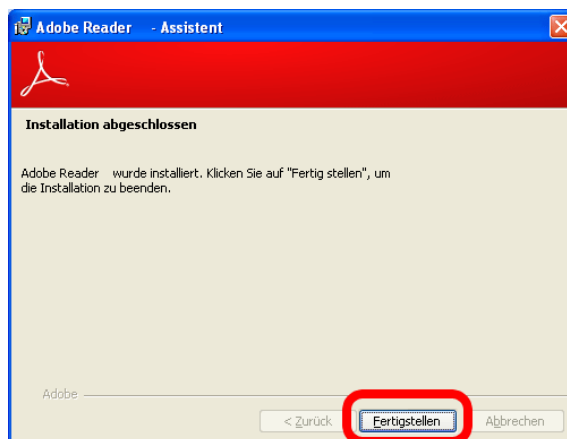 Adobe Reader - Assistent
Installation abgeschlossen
Adobe Reader wurde installiert. Klicken Sie auf "Fertig stellen", um
die Installation zu beenden.
Adobe
< Zurück Fertigstellen Abbrechen